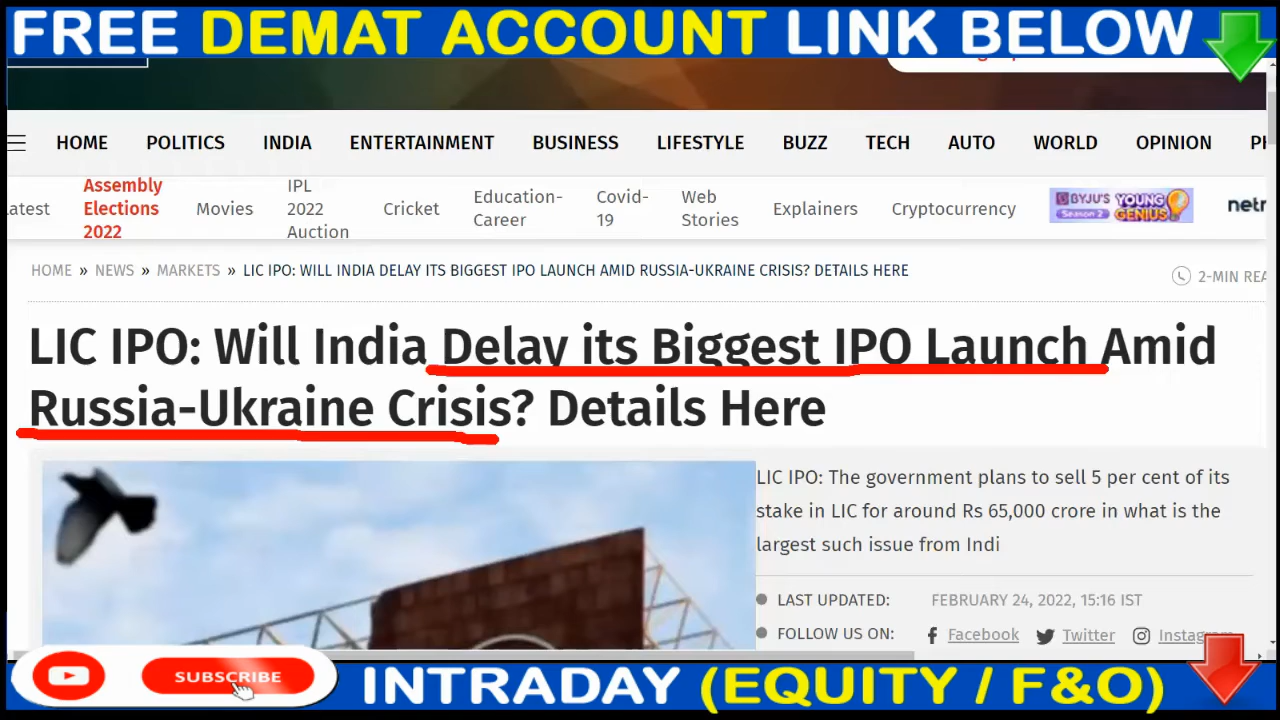 FREE DEMAT ACCOUNT LINK BELOW
HOME POLITICS INDIA ENTERTAINMENT BUSINESS LIFESTYLE BUZZ TECH AUTO WORLD OPINION
Assembly Elections 2022 Movies IPL 2022 Auction Cricket Education-Career Covid-19 Web Stories Explainers Cryptocurrency BYJU'S Season 2 YOUNG GENIUS
HOME » NEWS » MARKETS » LIC IPO: WILL INDIA DELAY ITS BIGGEST IPO LAUNCH AMID RUSSIA-UKRAINE CRISIS? DETAILS HERE
2-MIN REA
LIC IPO: Will India Delay its Biggest IPO Launch Amid
Russia-Ukraine Crisis? Details Here
LIC IPO: The government plans to sell 5 per cent of its
stake in LIC for around Rs 65,000 crore in what is the
largest such issue from Indi
LAST UPDATED: FEBRUARY 24, 2022, 15:16 IST
FOLLOW US ON: Facebook Twitter Instagram
SUBSCRIBE
INTRADAY (EQUITY / F&O)